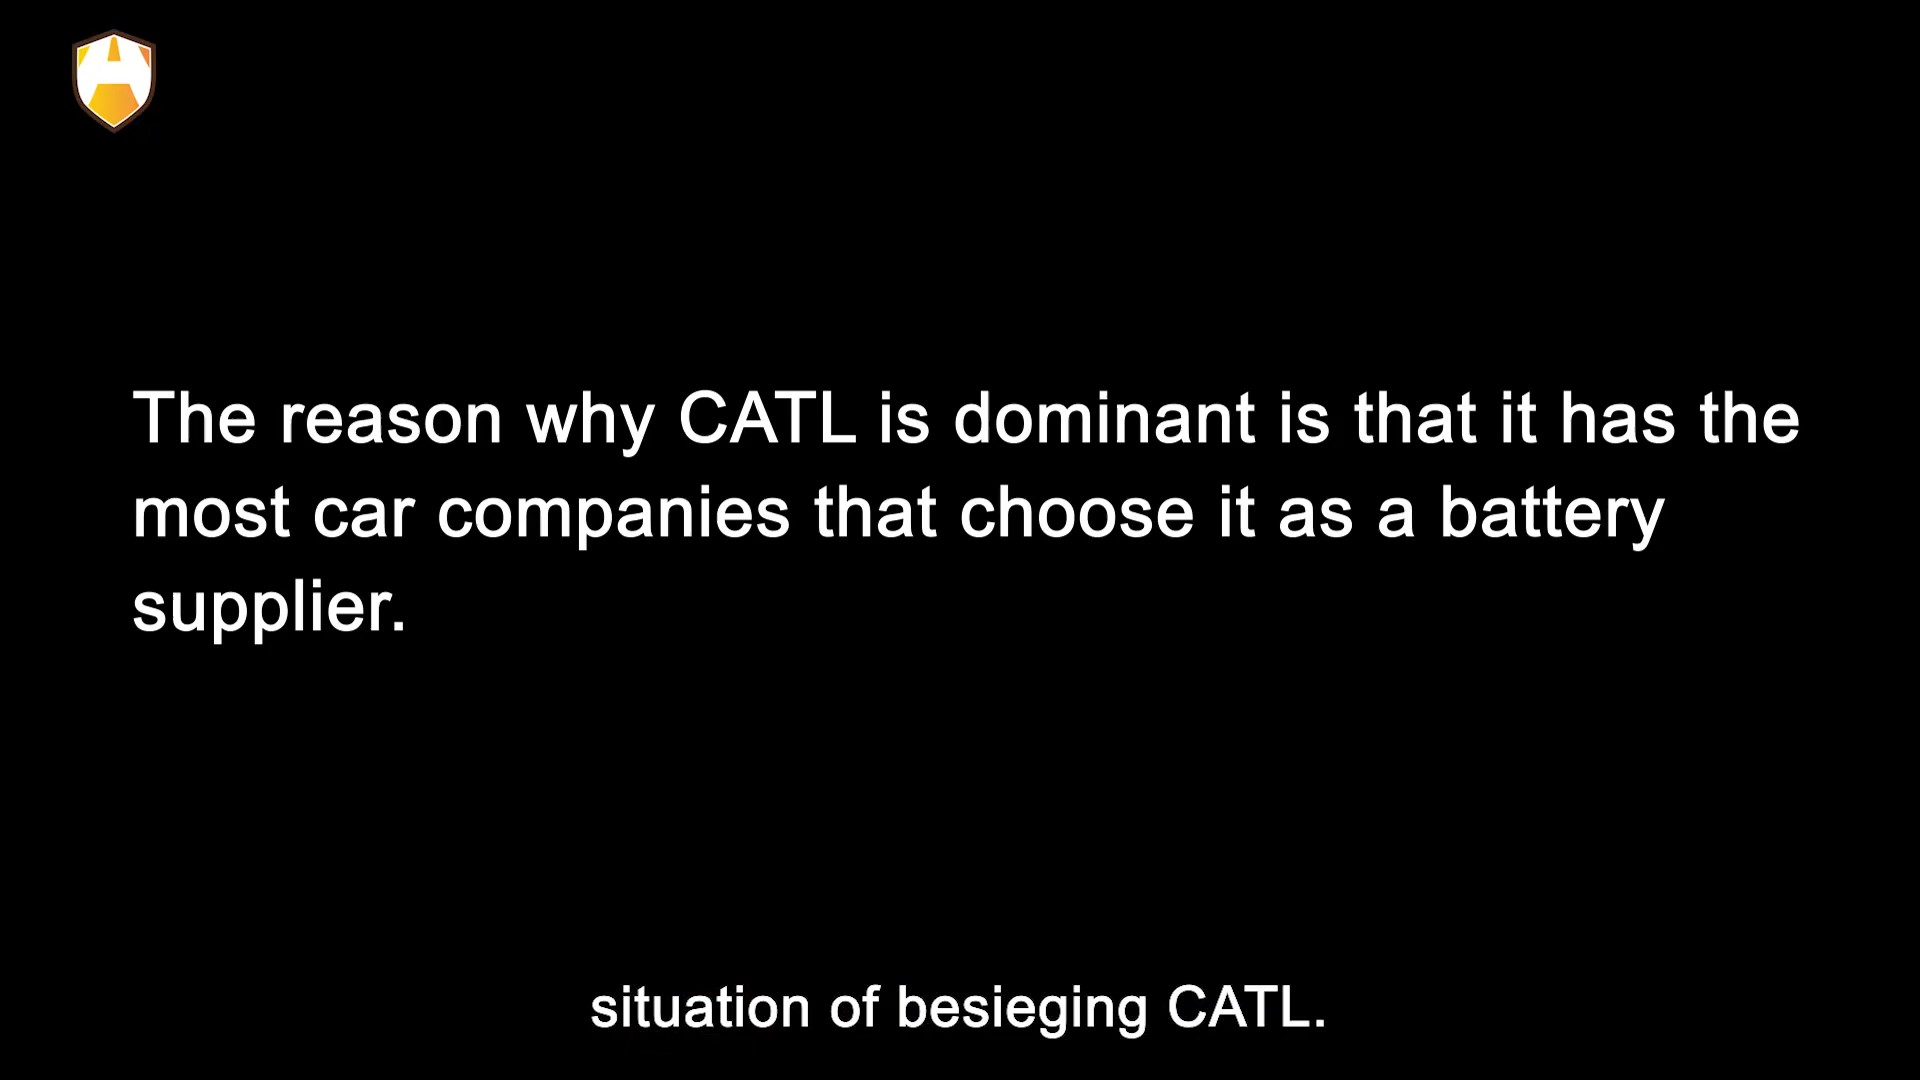 The reason why CATL is dominant is that it has the
most car companies that choose it as a battery
supplier.
situation of besieging CATL.